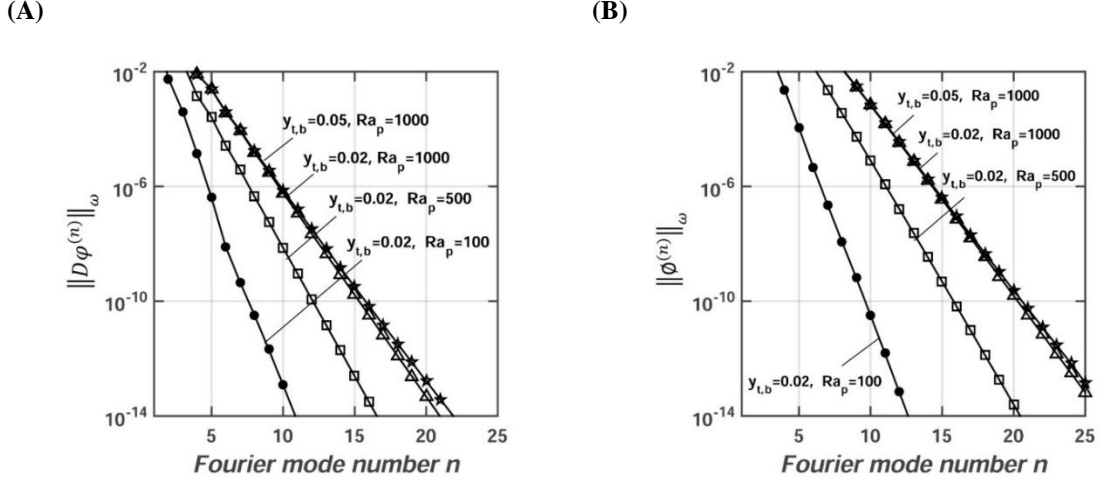 (A)
(B)
10⁻²
10⁻⁶
10⁻¹⁰
10⁻¹⁴
‖Dφ⁽ⁿ⁾‖ω
y_t,b=0.05, Ra_p=1000
y_t,b=0.02, Ra_p=1000
y_t,b=0.02, Ra_p=500
y_t,b=0.02, Ra_p=100
5 10 15 20 25
Fourier mode number n
10⁻²
10⁻⁶
10⁻¹⁰
10⁻¹⁴
‖∅⁽ⁿ⁾‖ω
y_t,b=0.05, Ra_p=1000
y_t,b=0.02, Ra_p=1000
y_t,b=0.02, Ra_p=500
y_t,b=0.02, Ra_p=100
5 10 15 20 25
Fourier mode number n